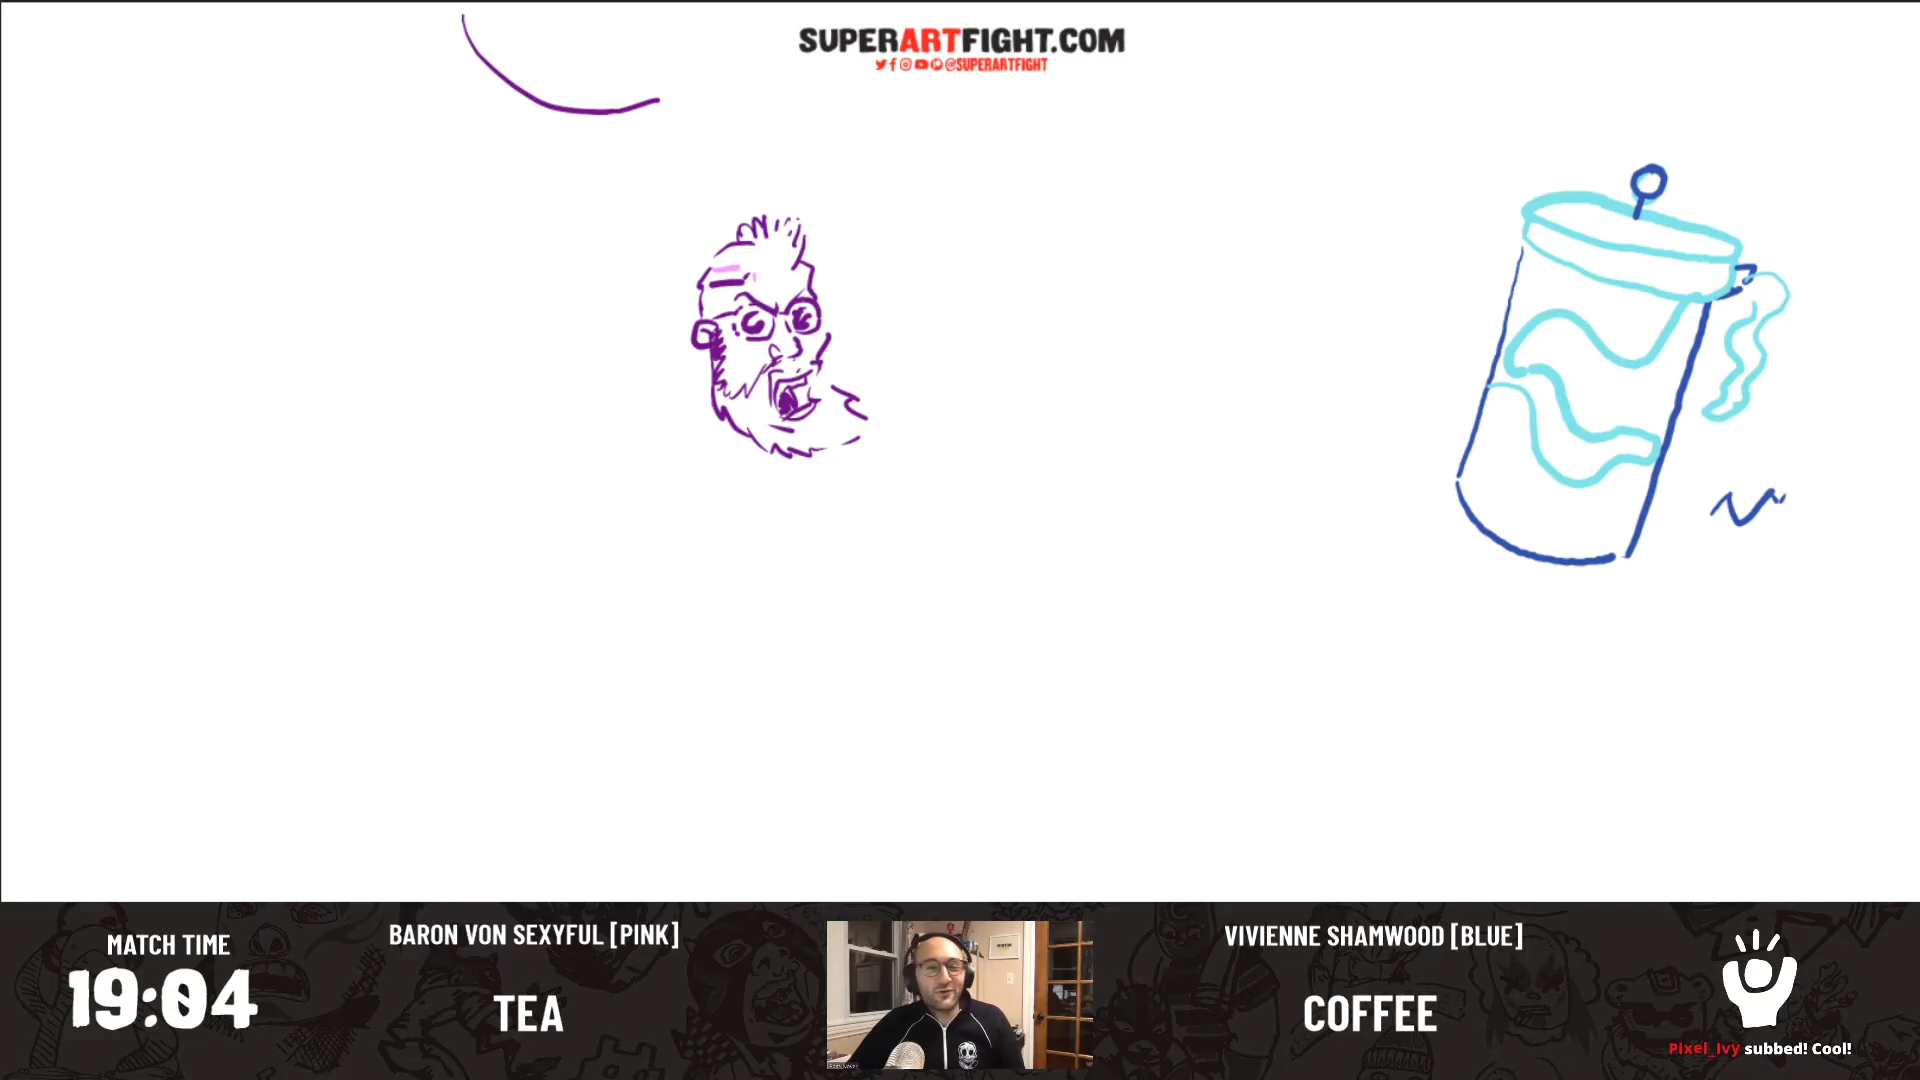 SUPERARTFIGHT.COM
@SUPERARTFIGHT
MATCH TIME
19:04
BARON VON SEXYFUL [PINK]
TEA
VIVIENNE SHAMWOOD [BLUE]
COFFEE
Pixel_Ivy subbed! Cool!